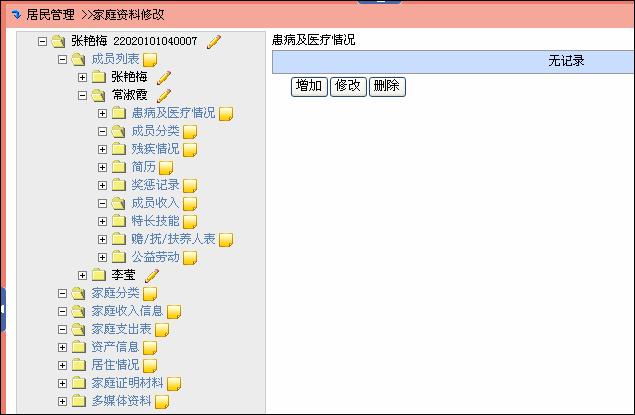 居民管理 >>家庭资料修改
张艳梅 22020101040007
成员列表
张艳梅
常淑霞
患病及医疗情况
成员分类
残疾情况
简历
奖惩记录
成员收入
特长技能
赡/抚/扶养人表
公益劳动
李莹
家庭分类
家庭收入信息
家庭支出表
资产信息
居住情况
家庭证明材料
多媒体资料
患病及医疗情况
无记录
增加 修改 删除